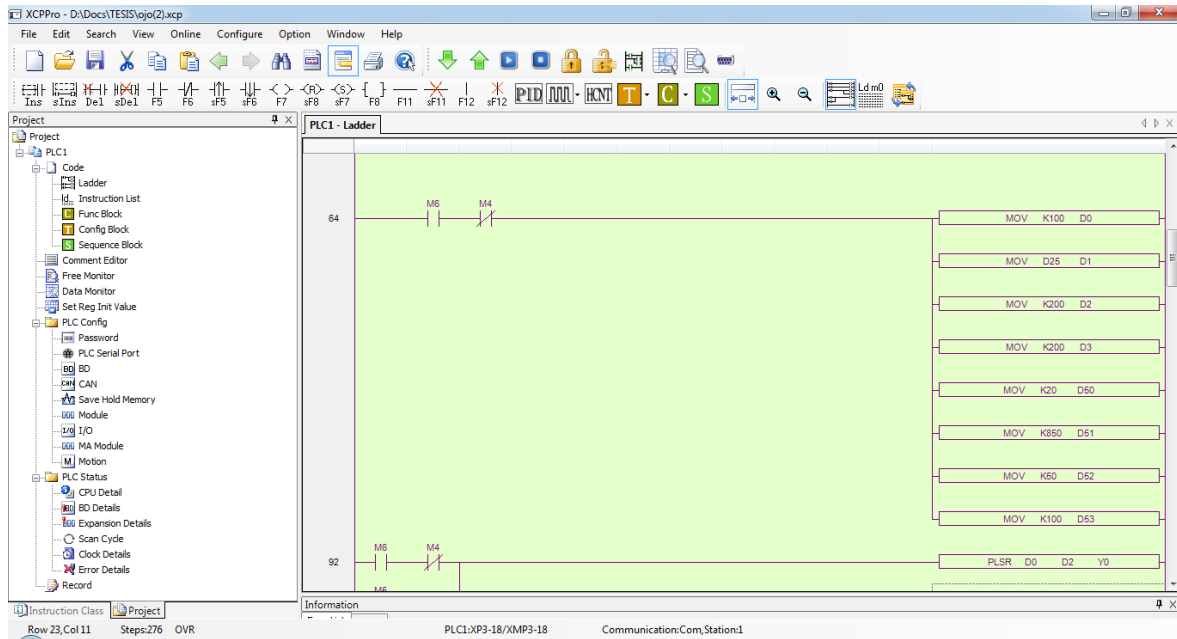 XCPPro - D:\Docs\TESIS\ojo(2).xcp
File Edit Search View Online Configure Option Window Help
Ins sIns Del sDel F5 F6 sF5 sF6 F7 sF8 sF7 F8 F11 sF11 F12 sF12 PID HCNT T C S Ld m0
Project
PLC1 - Ladder
Project
PLC1
Code
Ladder
Instruction List
Func Block
Config Block
Sequence Block
Comment Editor
Free Monitor
Data Monitor
Set Reg Init Value
PLC Config
Password
PLC Serial Port
BD
CAN
Save Hold Memory
Module
I/O
MA Module
Motion
PLC Status
CPU Detail
BD Details
Expansion Details
Scan Cycle
Clock Details
Error Details
Record
Instruction Class Project
M6 M4
64 MOV K100 D0
MOV D25 D1
MOV K200 D2
MOV K200 D3
MOV K20 D50
MOV K850 D51
MOV K50 D52
MOV K100 D53
M6 M4
92 PLSR D0 D2 Y0
Information
Row 23,Col 11 Steps:276 OVR PLC1:XP3-18/XMP3-18 Communication:Com,Station:1